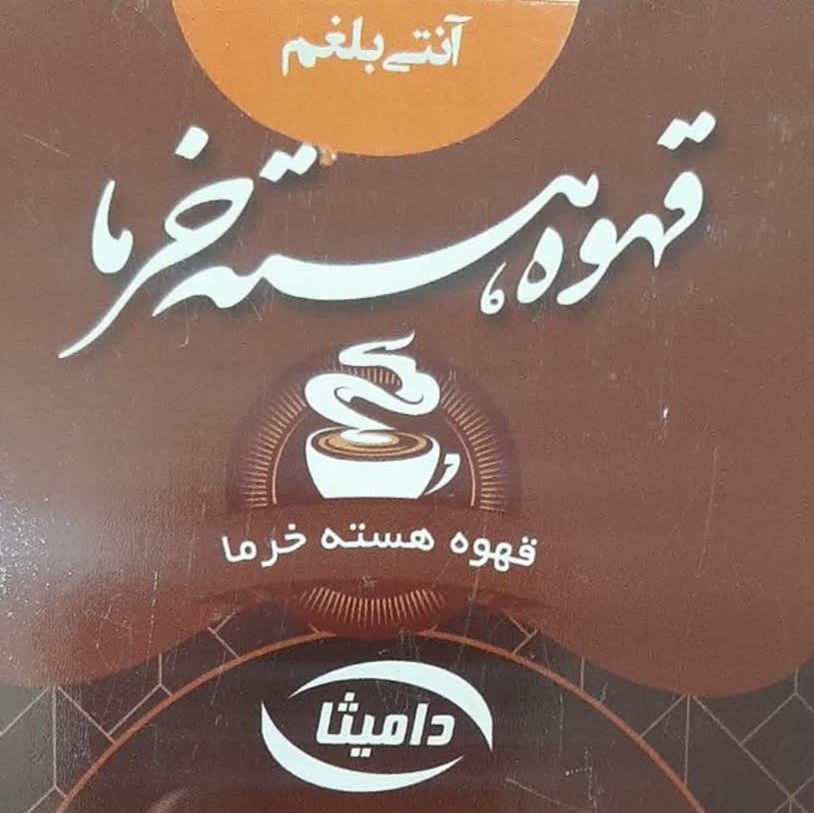 آنتی بلغم
قهوه هسته خرما
قهوه هسته خرما
دامیثا